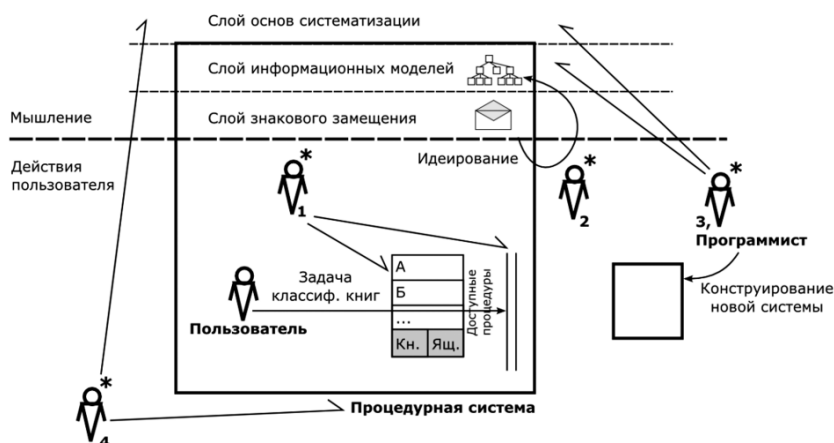 Слой основ систематизации
Слой информационных моделей
Мышление
Слой знакового замещения
Действия
пользователя
Идеирование
*
1
*
2
*
3,
Программист
Задача
классиф. книг
Пользователь
А
Б
...
Кн. Ящ.
Доступные
процедуры
Конструирование
новой системы
*
4
Процедурная система